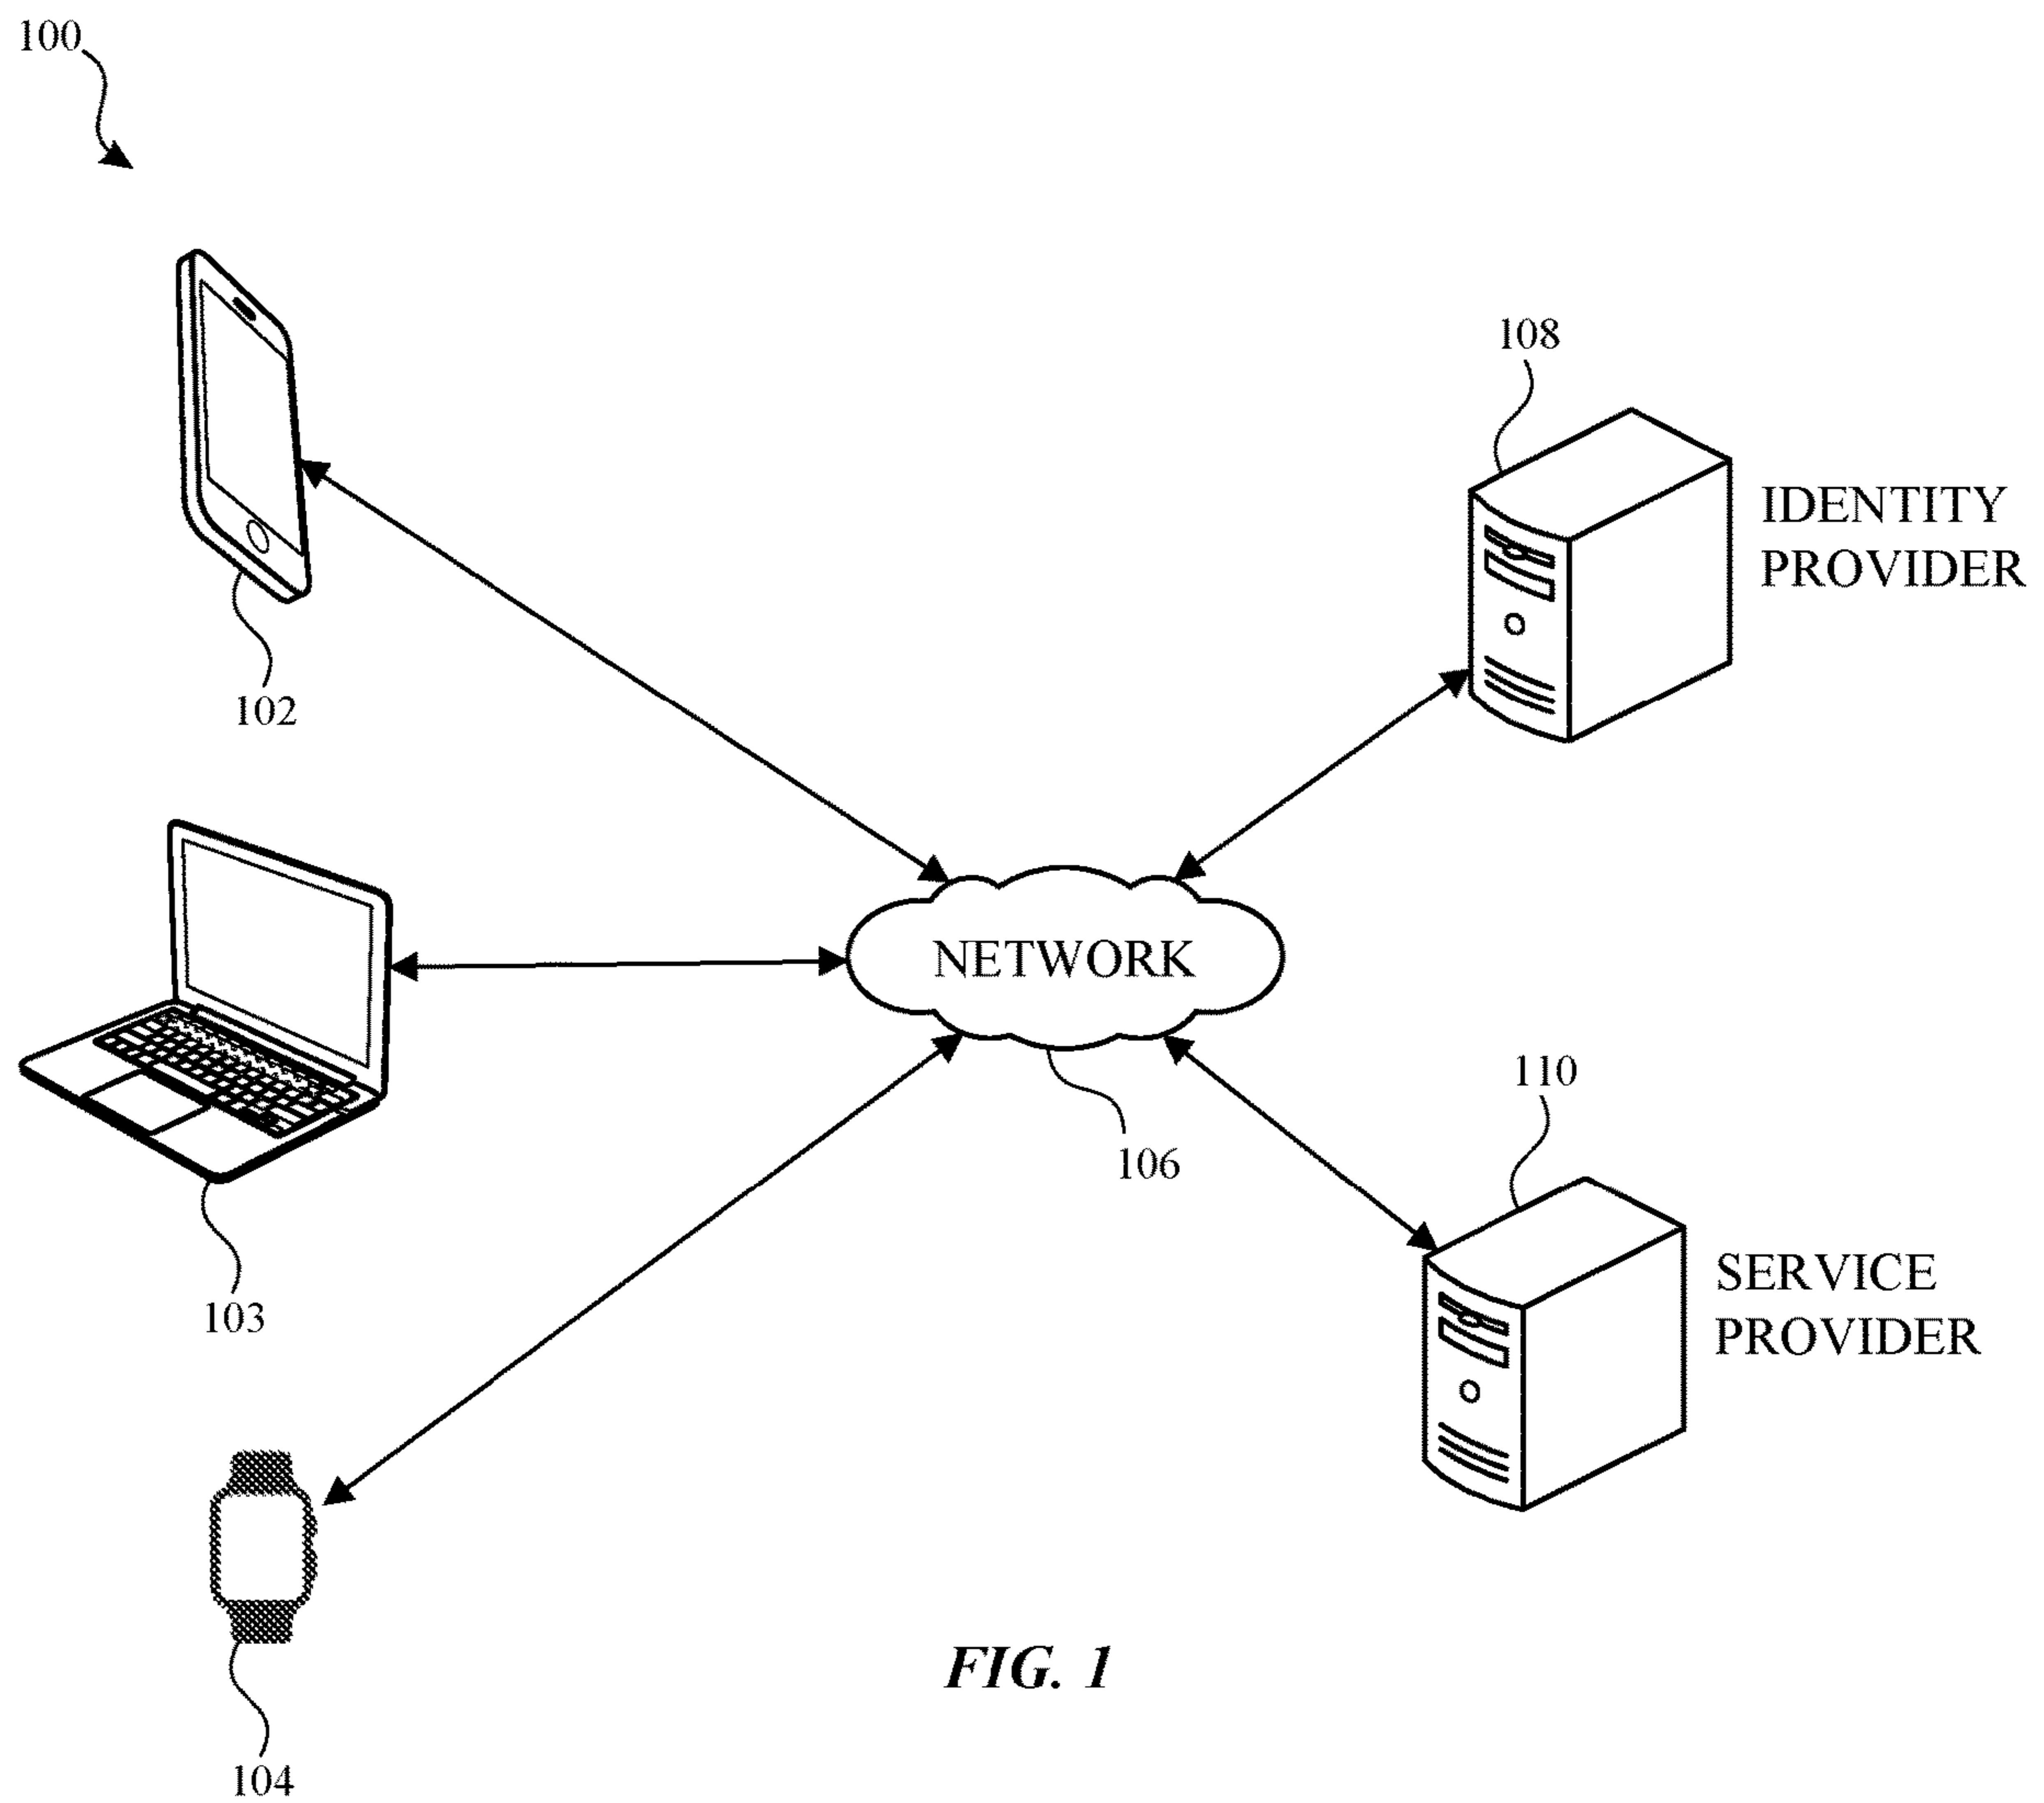 100
108
IDENTITY
PROVIDER
102
NETWORK
106
110
103
SERVICE
PROVIDER
FIG. 1
104